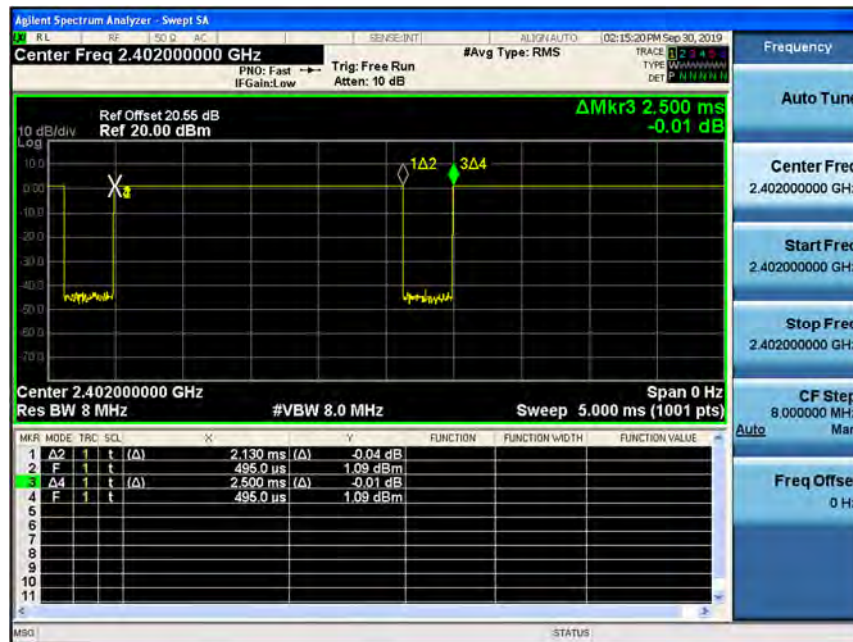 Agilent Spectrum Analyzer - Swept SA
LXI RL RF 50 Ω AC SENSE:INT ALIGN AUTO 02:15:20 PM Sep 30, 2019
Center Freq 2.402000000 GHz
#Avg Type: RMS
TRACE 1 2 3 4 5 6
PNO: Fast
Trig: Free Run
TYPE
IFGain:Low
Atten: 10 dB
DET P N N N N N
Frequency
Auto Tune
ΔMkr3 2.500 ms
-0.01 dB
Ref Offset 20.55 dB
10 dB/div Ref 20.00 dBm
Log
10.0
0.00
-10.0
-20.0
-30.0
-40.0
-50.0
-60.0
-70.0
X
1Δ2
3Δ4
Center 2.402000000 GHz
Span 0 Hz
Res BW 8 MHz
#VBW 8.0 MHz
Sweep 5.000 ms (1001 pts)
MKR MODE TRC SCL X Y FUNCTION FUNCTION WIDTH FUNCTION VALUE
1 Δ2 1 t (Δ) 2.130 ms (Δ) -0.04 dB
2 F 1 t 495.0 µs 1.09 dBm
3 Δ4 1 t (Δ) 2.500 ms (Δ) -0.01 dB
4 F 1 t 495.0 µs 1.09 dBm
5
6
7
8
9
10
11
MSG
STATUS
Center Freq
2.402000000 GH
Start Freq
2.402000000 GH
Stop Freq
2.402000000 GH
CF Step
8.000000 MH
Auto Man
Freq Offse
0 H